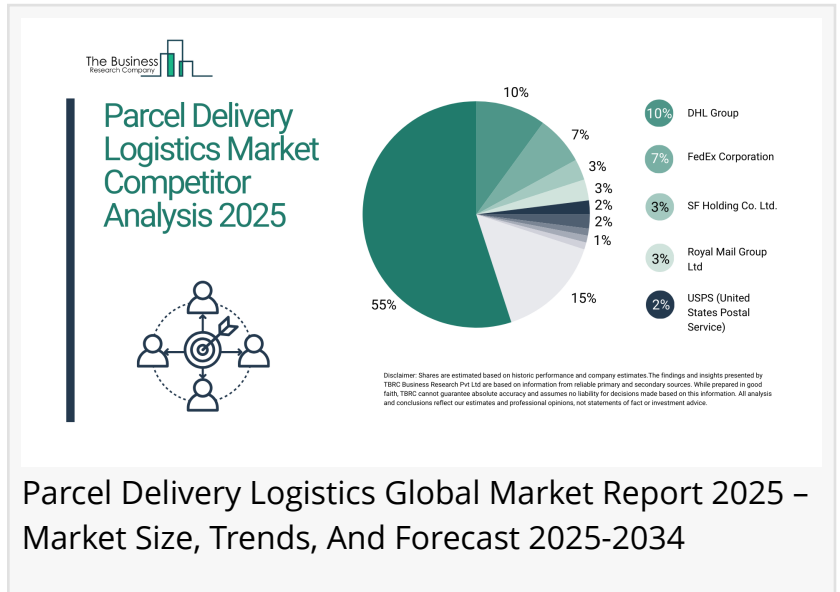 The Business
Research Company
Parcel Delivery
Logistics Market
Competitor
Analysis 2025
10%
7%
3%
3%
2%
2%
1%
15%
55%
10% DHL Group
7% FedEx Corporation
3% SF Holding Co. Ltd.
3% Royal Mail Group
Ltd
2% USPS (United
States Postal
Service)
Disclaimer: Shares are estimated based on historic performance and company estimates.The findings and insights presented by
TBRC Business Research Pvt Ltd are based on information from reliable primary and secondary sources. While prepared in good
faith, TBRC cannot guarantee absolute accuracy and assumes no liability for decisions made based on this information. All analysis
and conclusions reflect our estimates and professional opinions, not statements of fact or investment advice.
Parcel Delivery Logistics Global Market Report 2025 –
Market Size, Trends, And Forecast 2025-2034